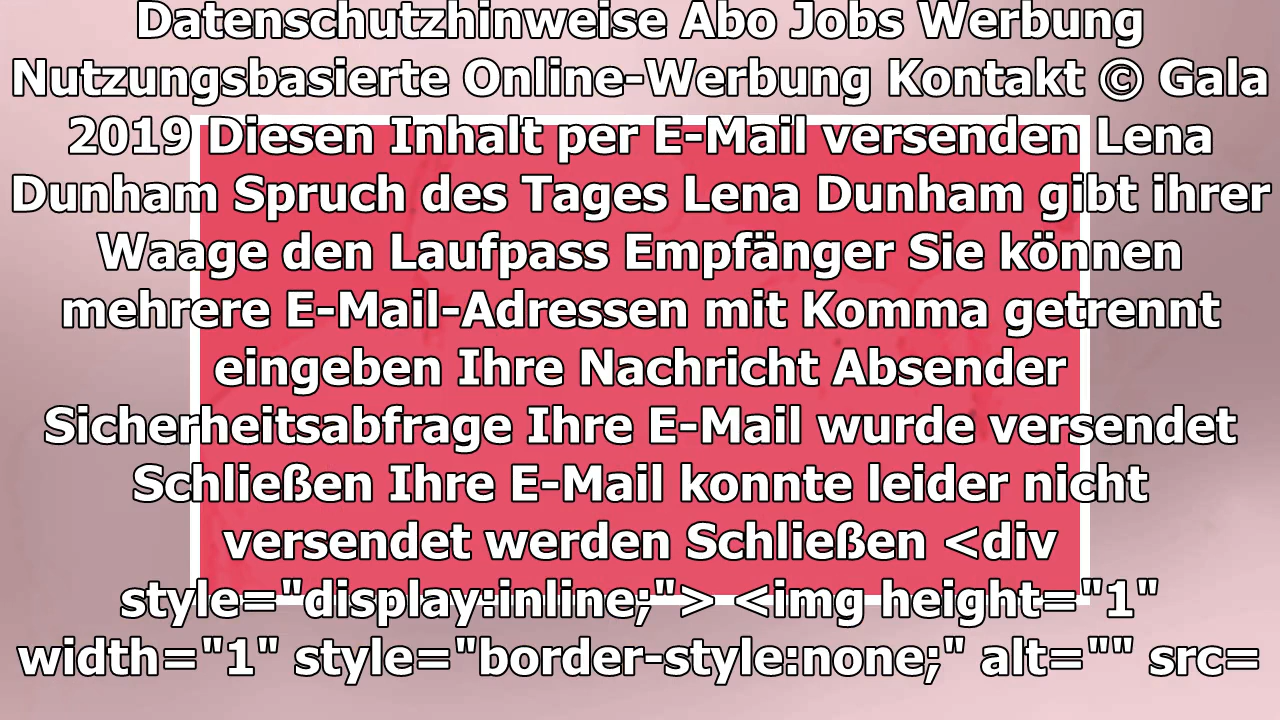 Datenschutzhinweise Abo Jobs Werbung
Nutzungsbasierte Online-Werbung Kontakt © Gala
2019 Diesen Inhalt per E-Mail versenden Lena
Dunham Spruch des Tages Lena Dunham gibt ihrer
Waage den Laufpass Empfänger Sie können
mehrere E-Mail-Adressen mit Komma getrennt
eingeben Ihre Nachricht Absender
Sicherheitsabfrage Ihre E-Mail wurde versendet
Schließen Ihre E-Mail konnte leider nicht
versendet werden Schließen <div
style="display:inline;"> <img height="1"
width="1" style="border-style:none;" alt="" src=